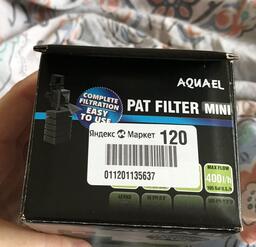 AQUAEL
COMPLETE
FILTRATION
EASY
TO USE
PAT FILTER MINI
Яндекс Маркет 120
011201135637
MAX FLOW
400 l/h